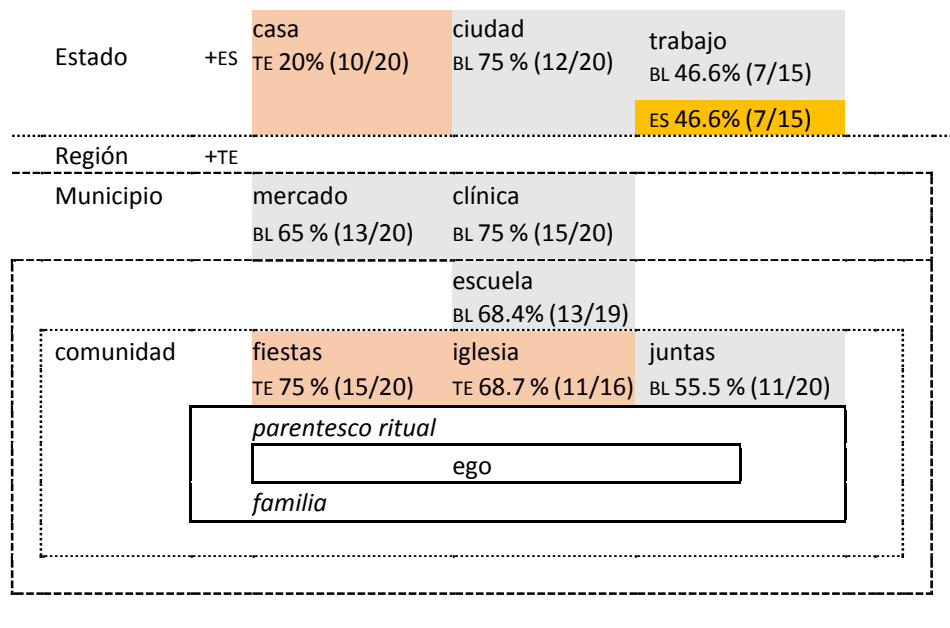 casa ciudad
Estado +ES TE 20% (10/20) BL 75 % (12/20) trabajo
BL 46.6% (7/15)
ES 46.6% (7/15)
Región +TE
Municipio mercado clínica
BL 65 % (13/20) BL 75 % (15/20)
escuela
BL 68.4% (13/19)
comunidad fiestas iglesia juntas
TE 75 % (15/20) TE 68.7 % (11/16) BL 55.5 % (11/20)
parentesco ritual
ego
familia